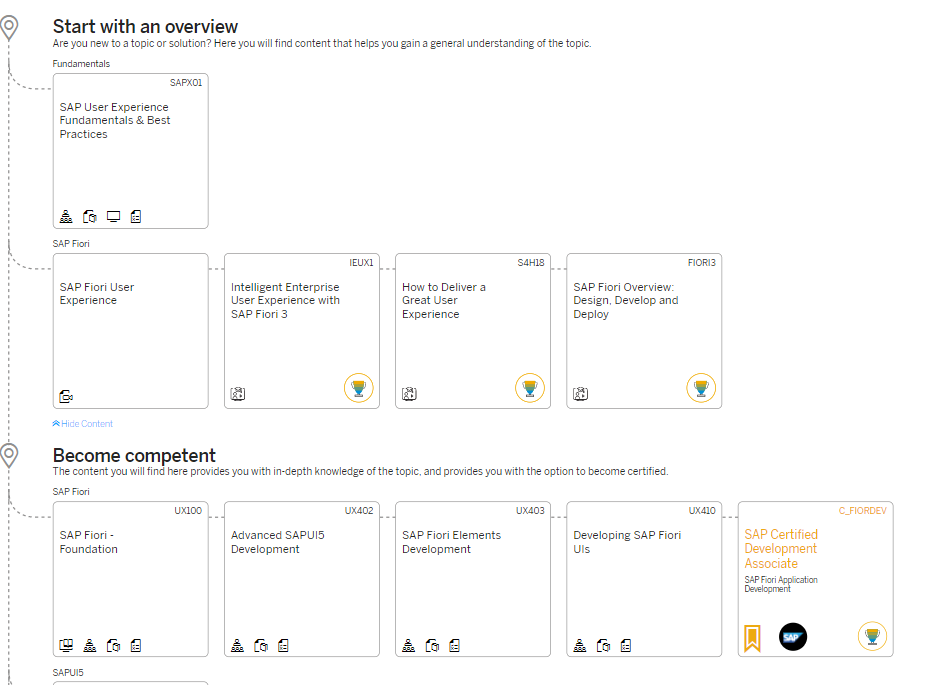 Start with an overview
Are you new to a topic or solution? Here you will find content that helps you gain a general understanding of the topic.
Fundamentals
SAPX01
SAP User Experience
Fundamentals & Best
Practices
SAP Fiori
SAP Fiori User
Experience
IEUX1
Intelligent Enterprise
User Experience with
SAP Fiori 3
S4H18
How to Deliver a
Great User
Experience
FIORI3
SAP Fiori Overview:
Design, Develop and
Deploy
Hide Content
Become competent
The content you will find here provides you with in-depth knowledge of the topic, and provides you with the option to become certified.
SAP Fiori
UX100
SAP Fiori -
Foundation
UX402
Advanced SAPUI5
Development
UX403
SAP Fiori Elements
Development
UX410
Developing SAP Fiori
UIs
C_FIORDEV
SAP Certified
Development
Associate
SAP Fiori Application
Development
SAP
SAPUI5